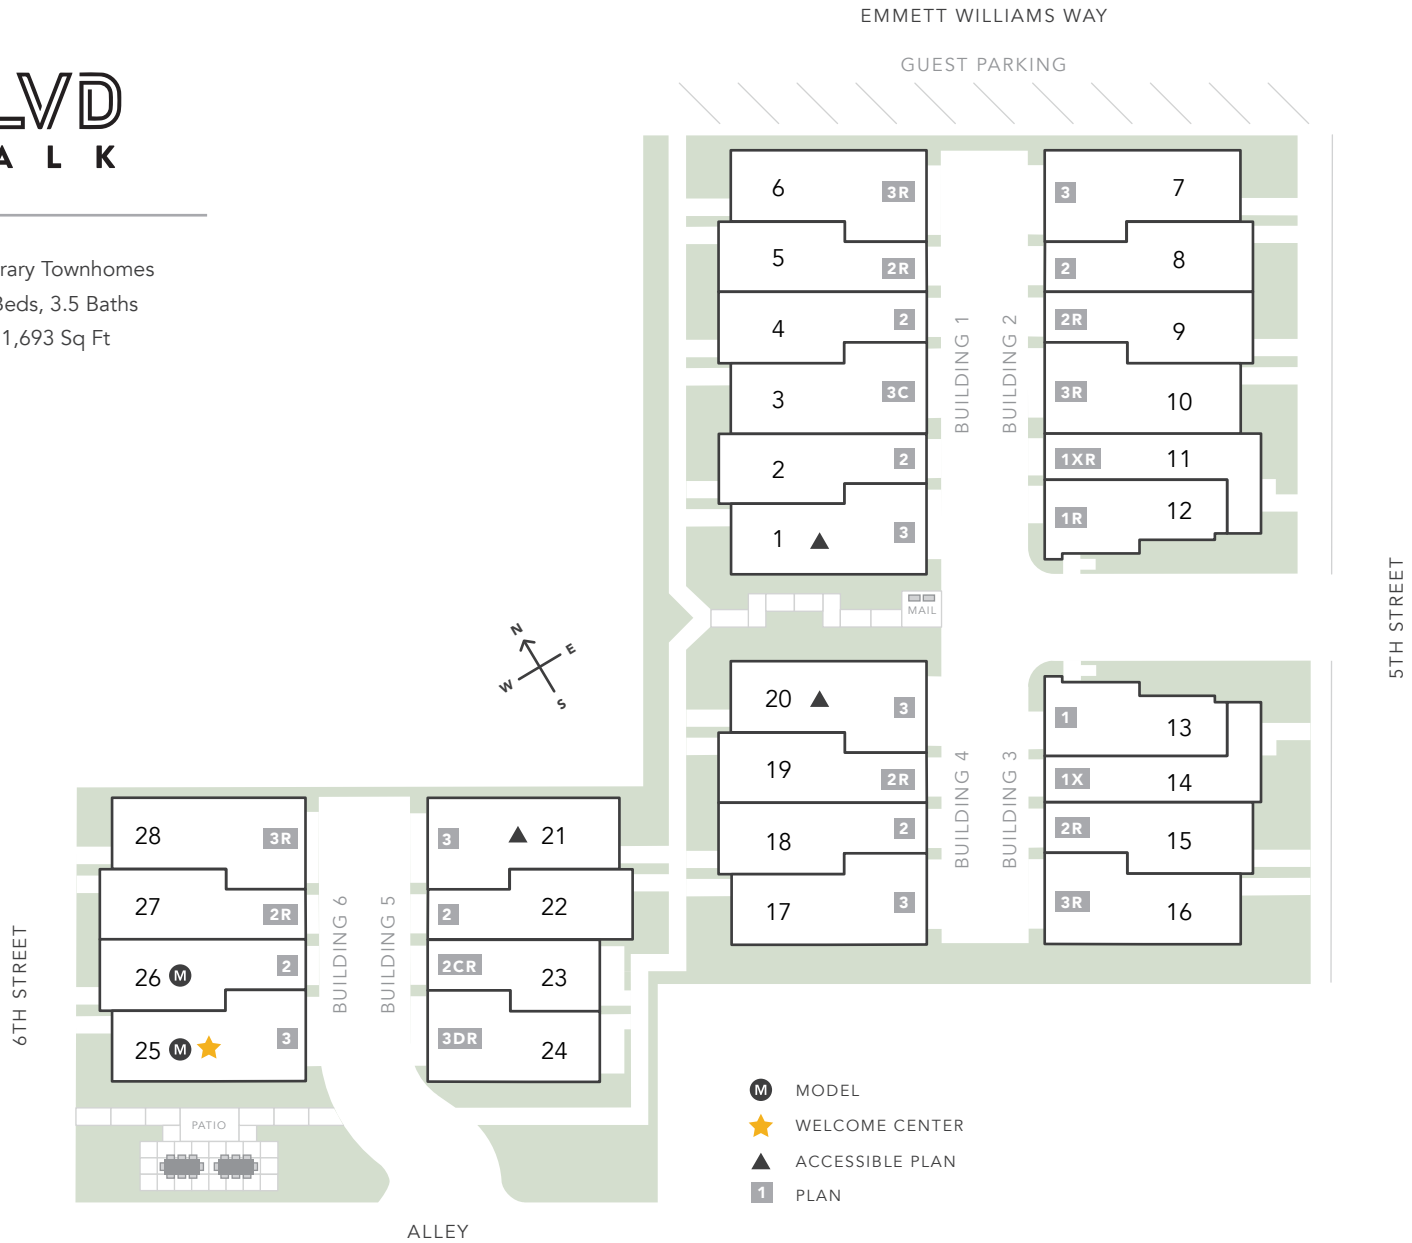 EMMETT WILLIAMS WAY
GUEST PARKING
LVD
A L K
rary Townhomes
Beds, 3.5 Baths
1,693 Sq Ft
6 3R
5 2R
4 2
3 3C
2 2
1 3
BUILDING 1
BUILDING 2
3 7
2 8
2R 9
3R 10
1XR 11
1R 12
MAIL
5TH STREET
N
E
W
S
20 3
19 2R
18 2
17 3
BUILDING 4
BUILDING 3
1 13
1X 14
2R 15
3R 16
28 3R
27 2R
26 M 2
25 M 3
BUILDING 6
BUILDING 5
3 21
2 22
2CR 23
3DR 24
6TH STREET
PATIO
M MODEL
WELCOME CENTER
ACCESSIBLE PLAN
1 PLAN
ALLEY